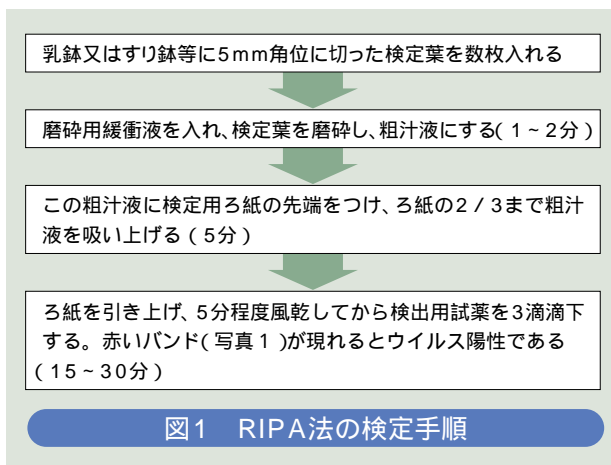 乳鉢又はすり鉢等に5mm角位に切った検定葉を数枚入れる
磨砕用緩衝液を入れ、検定葉を磨砕し、粗汁液にする(1~2分)
この粗汁液に検定用ろ紙の先端をつけ、ろ紙の2/3まで粗汁
液を吸い上げる(5分)
ろ紙を引き上げ、5分程度風乾してから検出用試薬を3滴滴下
する。赤いバンド(写真1)が現れるとウイルス陽性である
(15~30分)
図1 RIPA法の検定手順